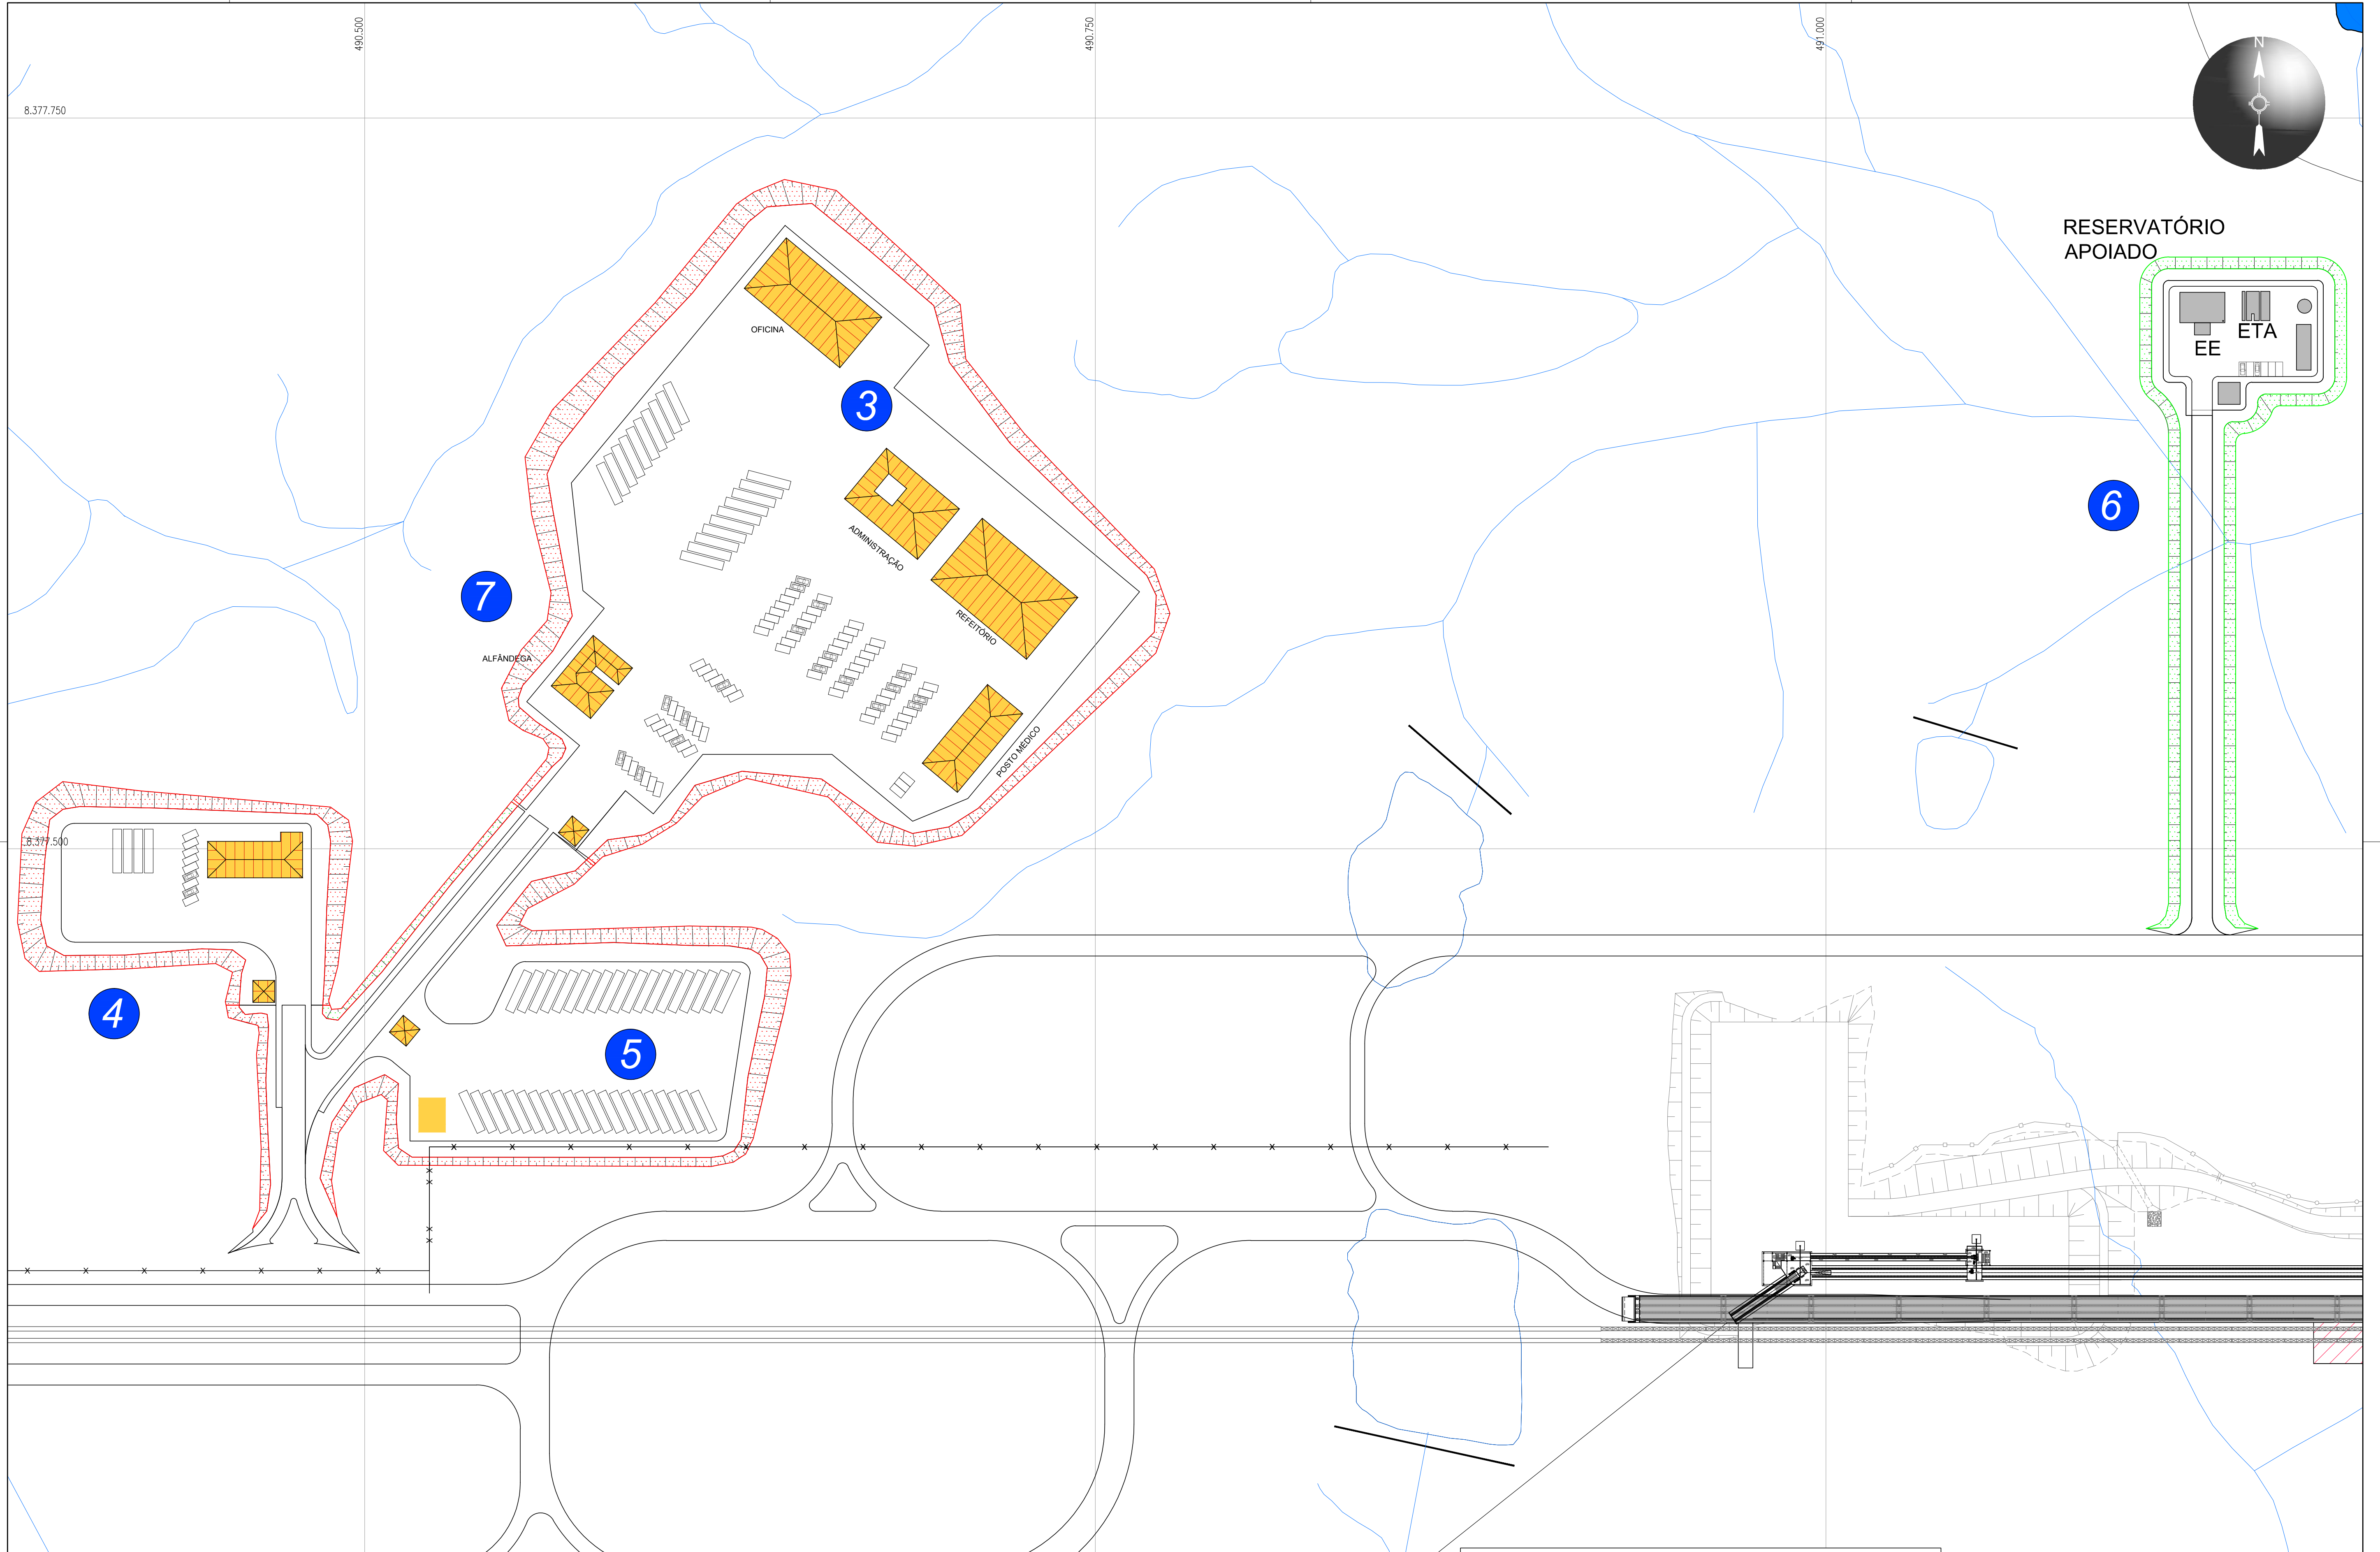 490.500
490.750
491.000
N
8.377.750
RESERVATÓRIO
APOIADO
OFICINA
ETA
EE
3
6
ADMINISTRAÇÃO
7
REFEITÓRIO
ALFÂNDEGA
POSTO MÉDICO
8.377.500
4
5